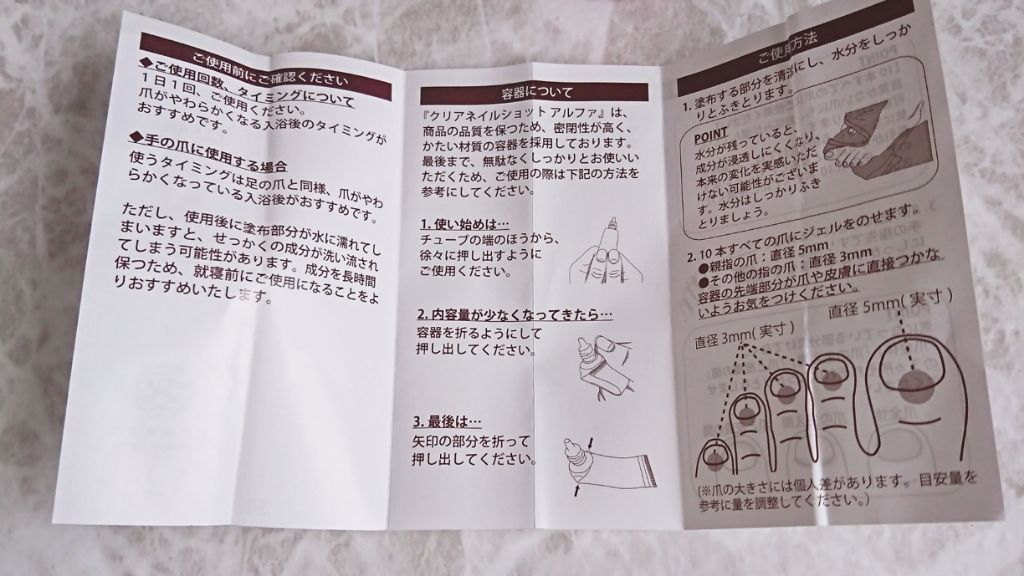 ご使用前にご確認ください
◆ご使用回数、タイミングについて
1日1回、ご使用ください。
爪がやわらかくなる入浴後のタイミングが
おすすめです。
◆手の爪に使用する場合
使うタイミングは足の爪と同様、爪がやわ
らかくなっている入浴後がおすすめです。
ただし、使用後に塗布部分が水に濡れてし
まいますと、せっかくの成分が洗い流され
てしまう可能性があります。成分を長時間
保つため、就寝前にご使用になることをよ
りおすすめいたします。
容器について
『クリアネイルショット アルファ』は、
商品の品質を保つため、密閉性が高く、
かたい材質の容器を採用しております。
最後まで、無駄なくしっかりとお使いい
ただくため、ご使用の際は下記の方法を
参考にしてください。
1. 使い始めは…
チューブの端のほうから、
徐々に押し出すように
ご使用ください。
2. 内容量が少なくなってきたら…
容器を折るようにして
押し出してください。
3. 最後は…
矢印の部分を折って
押し出してください。
ご使用方法
1. 塗布する部分を清潔にし、水分をしっか
りとふきとります。
POINT
水分が残っていると、
成分が浸透しにくくなり、
本来の変化を実感いただ
けない可能性がございま
す。水分はしっかりふき
とりましょう。
2. 10本すべての爪にジェルをのせます。
●親指の爪：直径 5mm
●その他の指の爪：直径 3mm
容器の先端部分が爪や皮膚に直接つかな
いようお気をつけください。
直径 5mm(実寸)
直径 3mm(実寸)
(※爪の大きさには個人差があります。目安量を
参考に量を調整してください。)